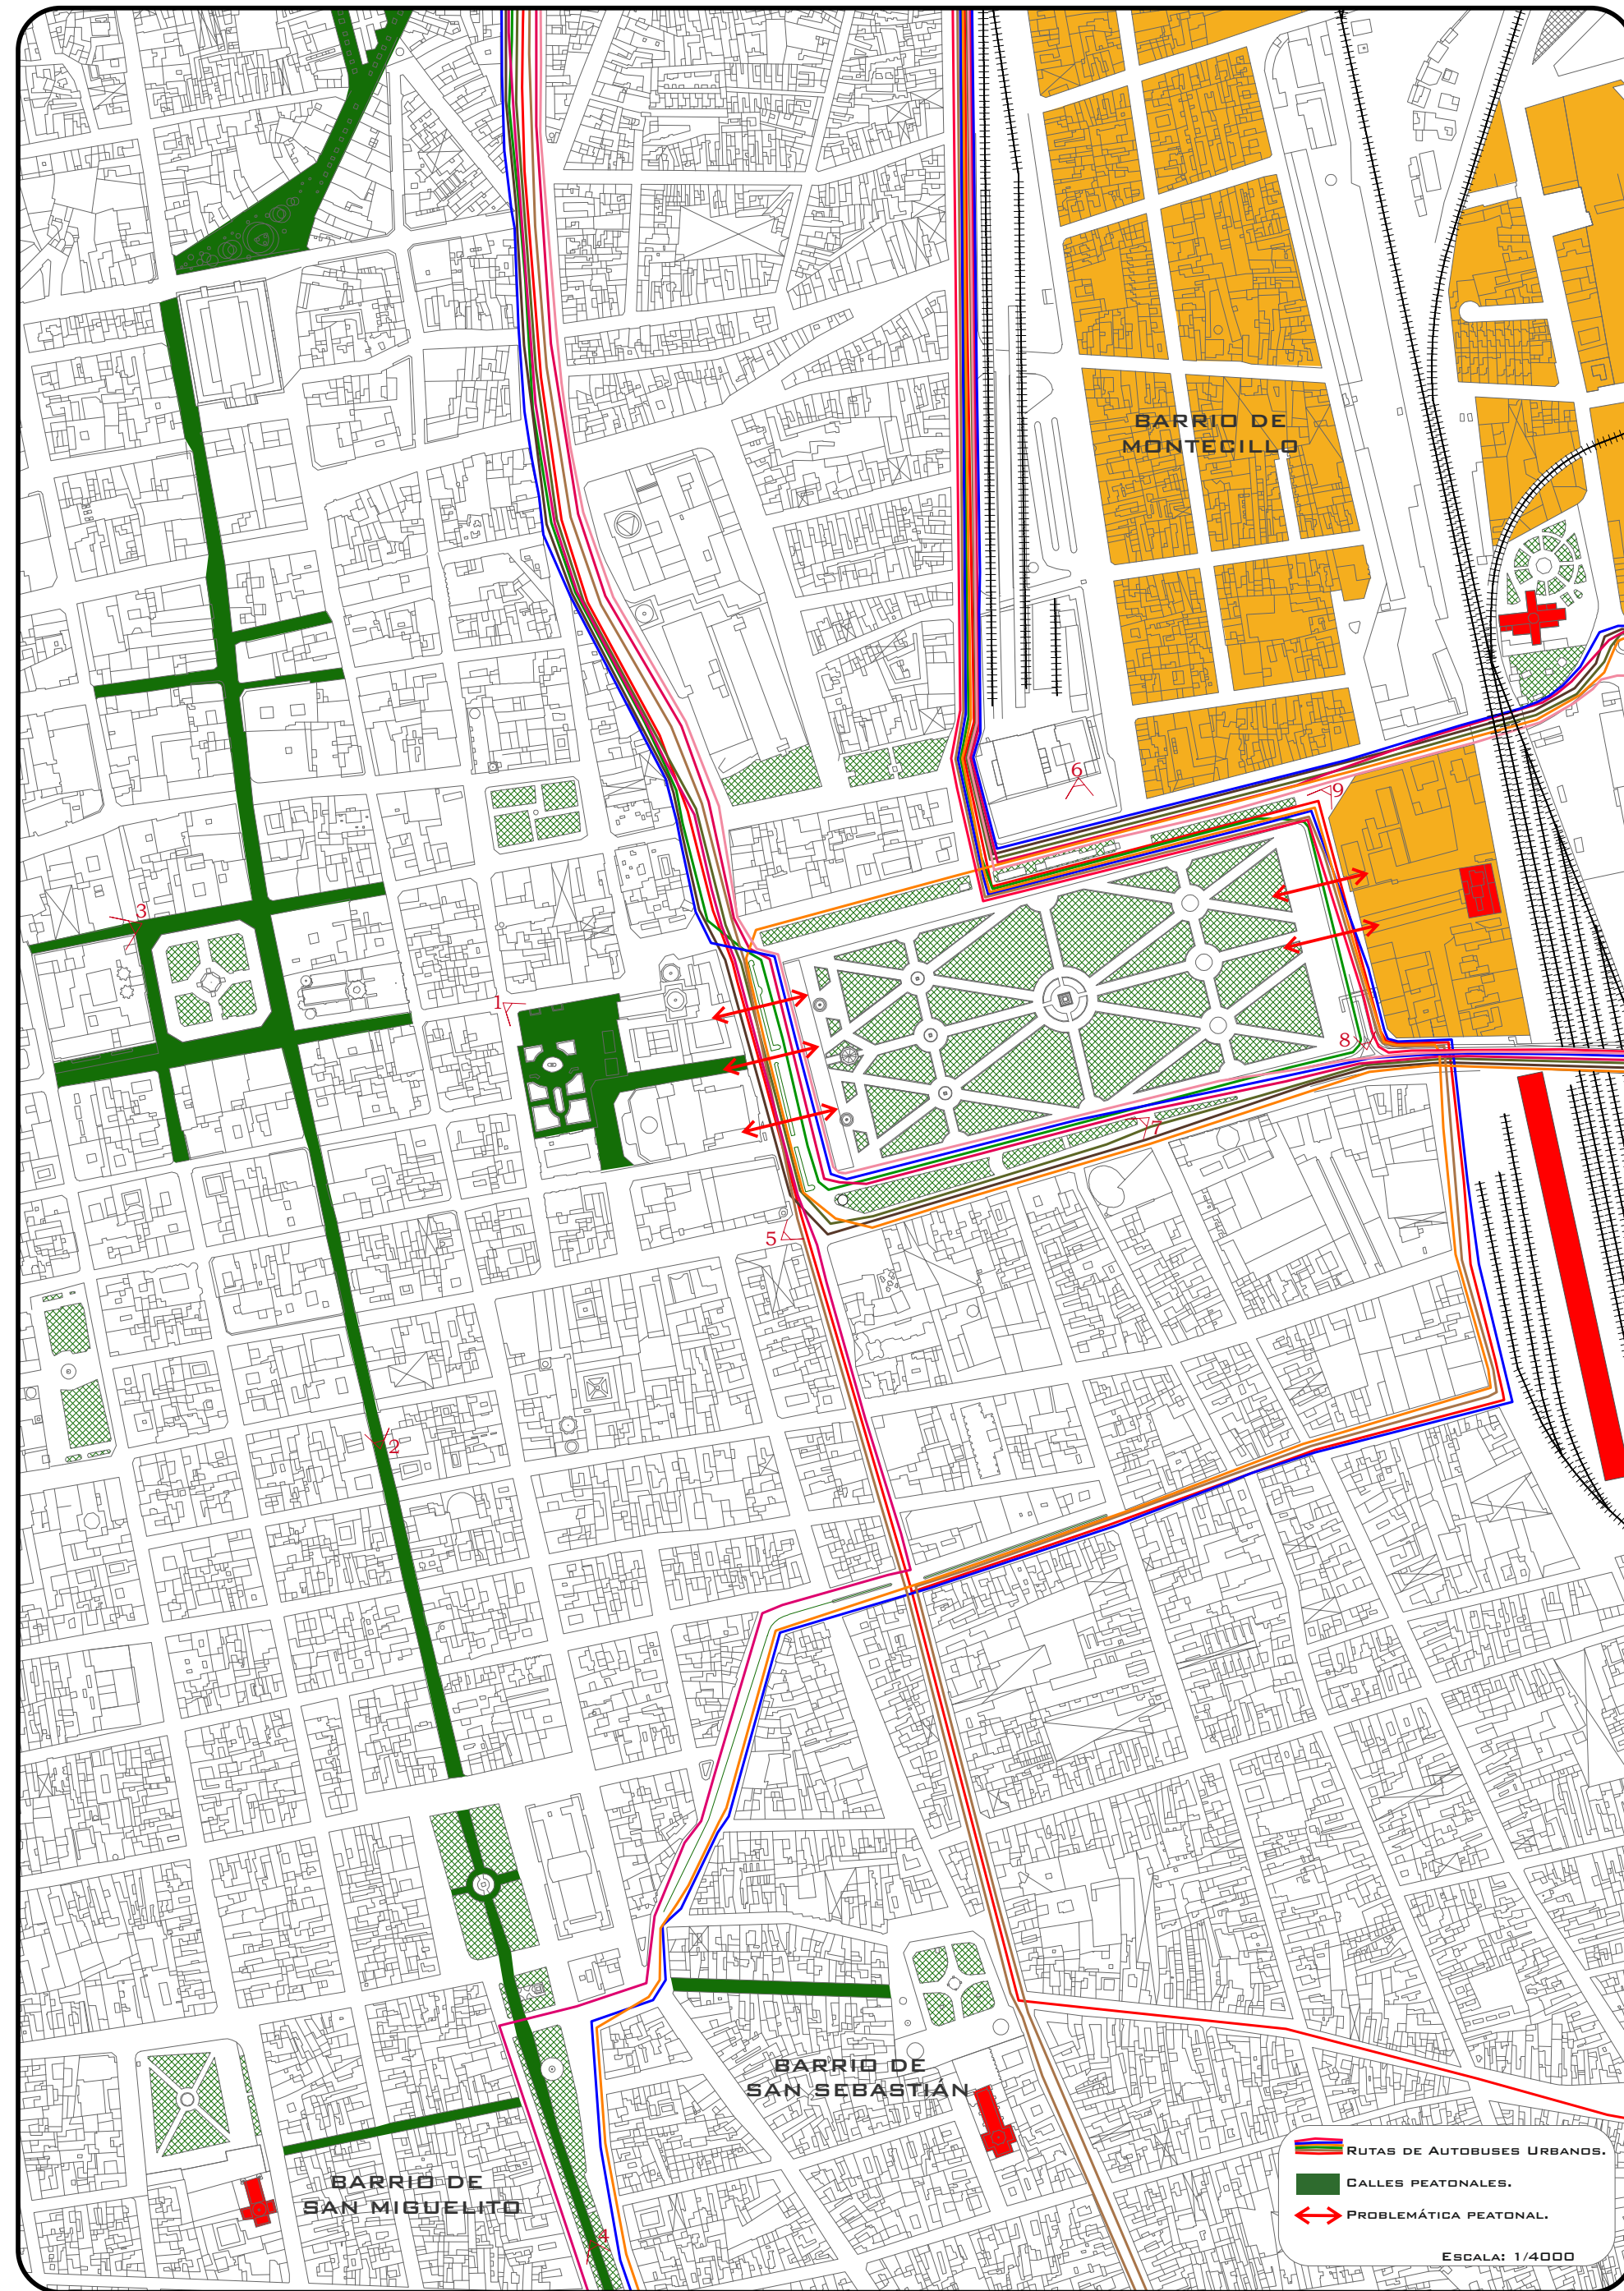 BARRIO DE
MONTECILLO
6
9
3
1
8
7
5
2
BARRIO DE
SAN SEBASTIÁN
BARRIO DE
SAN MIGUELITO
4
RUTAS DE AUTOBUSES URBANOS.
CALLES PEATONALES.
PROBLEMÁTICA PEATONAL.
ESCALA: 1/4000